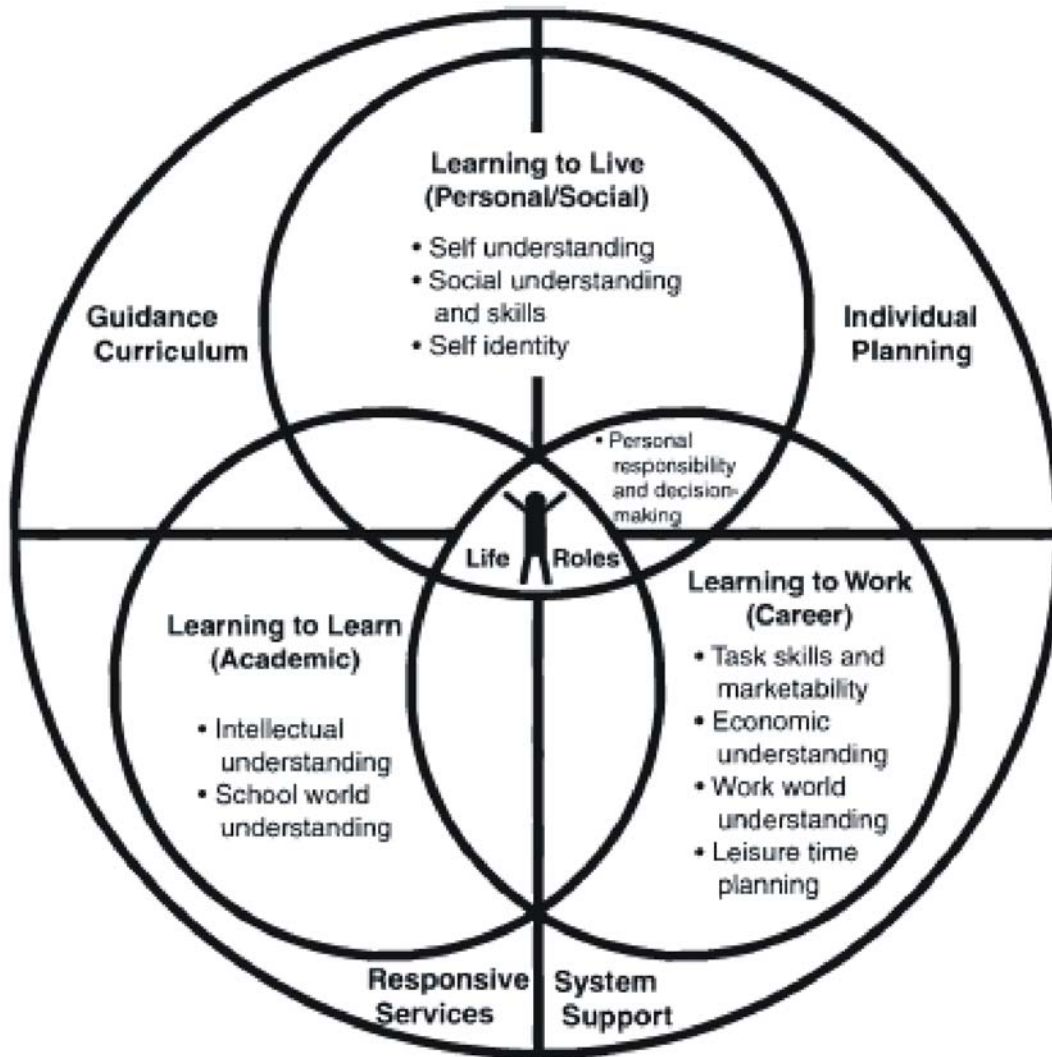 Learning to Live
(Personal/Social)
• Self understanding
• Social understanding
and skills
• Self identity
Guidance
Curriculum
Individual
Planning
• Personal
responsibility
and decision-
making
Life Roles
Learning to Learn
(Academic)
• Intellectual
understanding
• School world
understanding
Learning to Work
(Career)
• Task skills and
marketability
• Economic
understanding
• Work world
understanding
• Leisure time
planning
Responsive
Services
System
Support